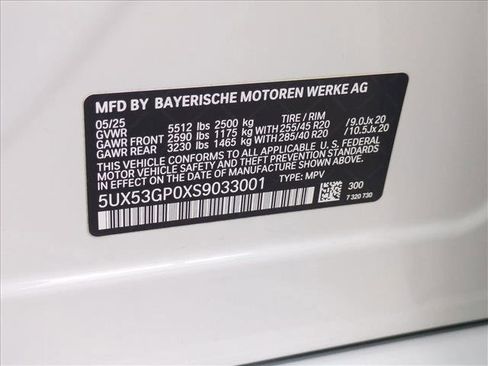 MFD BY BAYERISCHE MOTOREN WERKE AG
05/25 TIRE / RIM
GVWR 5512 lbs 2500 kg
GAWR FRONT 2590 lbs 1175 kg WITH 255/45 R20 /9.0Jx 20
GAWR REAR 3230 lbs 1465 kg WITH 285/40 R20 /10.5Jx 20
THIS VEHICLE CONFORMS TO ALL APPLICABLE U.S. FEDERAL
MOTOR VEHICLE SAFETY STANDARDS IN EFFECT ON THE
DATE OF MANUFACTURE SHOWN ABOVE.
5UX53GP0XS9033001 TYPE: MPV
300
7 320 730